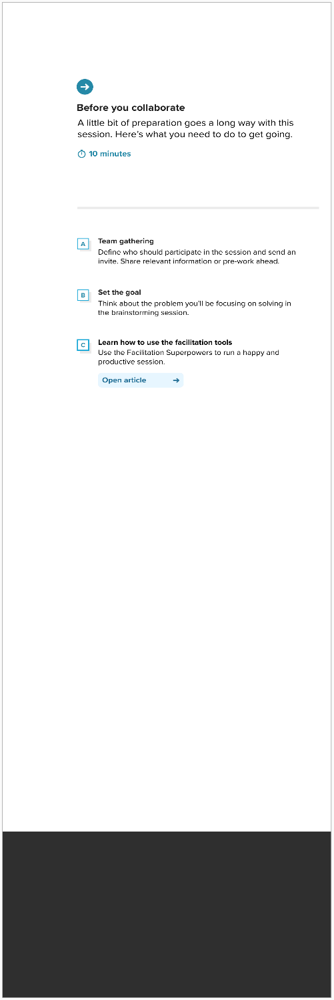 Before you collaborate
A little bit of preparation goes a long way with this
session. Here’s what you need to do to get going.
10 minutes
A
Team gathering
Define who should participate in the session and send an
invite. Share relevant information or pre-work ahead.
B
Set the goal
Think about the problem you’ll be focusing on solving in
the brainstorming session.
C
Learn how to use the facilitation tools
Use the Facilitation Superpowers to run a happy and
productive session.
Open article